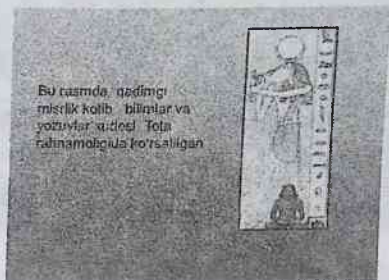 Bu rasmda, qadimgi
misrlik kotib bilimlar va
yozuvlar xudosi Tota
rahnamoligida ko'rsatilgan